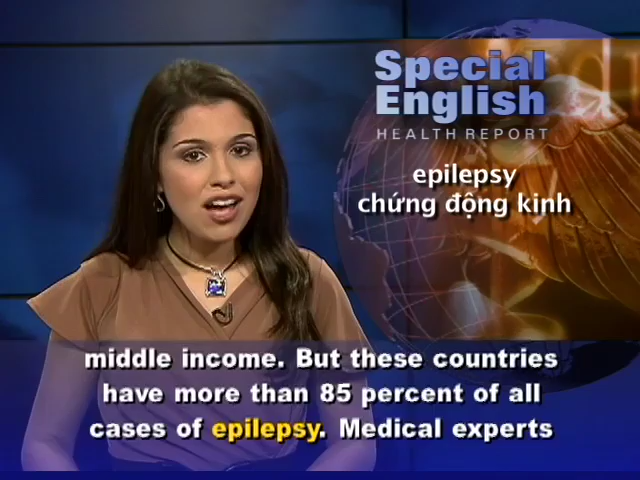 Special
English
HEALTH REPORT
epilepsy
chứng động kinh
middle income. But these countries
have more than 85 percent of all
cases of epilepsy. Medical experts